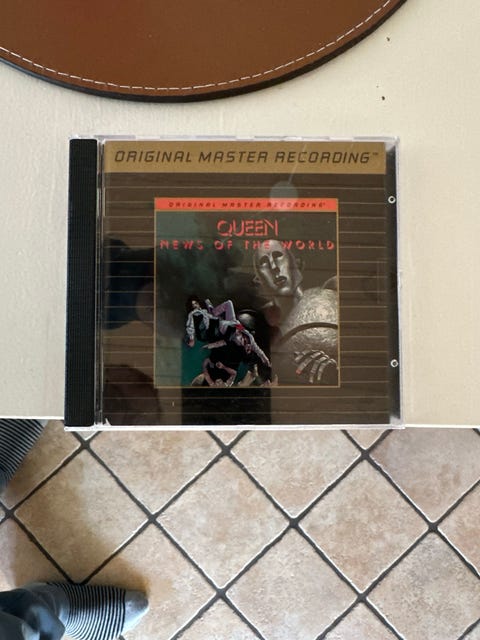 ORIGINAL MASTER RECORDING™
ORIGINAL MASTER RECORDING®
QUEEN
NEWS OF THE WORLD